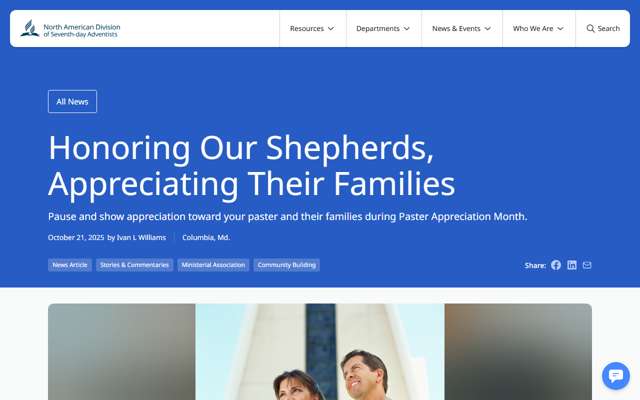 North American Division
of Seventh-day Adventists
Resources
Departments
News & Events
Who We Are
Search
All News
Honoring Our Shepherds,
Appreciating Their Families
Pause and show appreciation toward your paster and their families during Paster Appreciation Month.
October 21, 2025 by Ivan L Williams
Columbia, Md.
News Article
Stories & Commentaries
Ministerial Association
Community Building
Share: